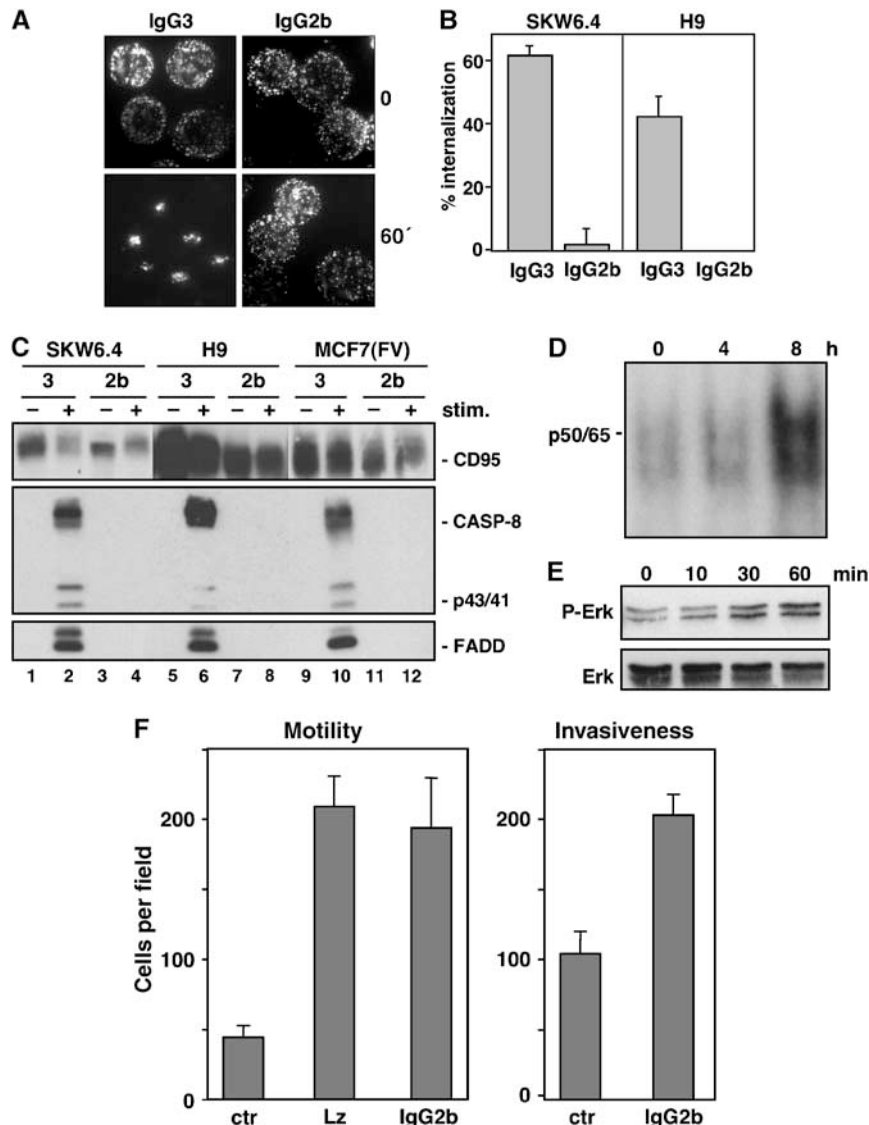 A
IgG3 IgG2b
0
60´
B
SKW6.4 H9
% internalization
60
40
20
0
IgG3 IgG2b IgG3 IgG2b
C
SKW6.4 H9 MCF7(FV)
3 2b 3 2b 3 2b
– + – + – + – + – + – + stim.
- CD95
- CASP-8
- p43/41
- FADD
1 2 3 4 5 6 7 8 9 10 11 12
D
0 4 8 h
p50/65 -
E
0 10 30 60 min
P-Erk
Erk
F
Motility
Cells per field
200
100
0
ctr Lz IgG2b
Invasiveness
200
100
0
ctr IgG2b